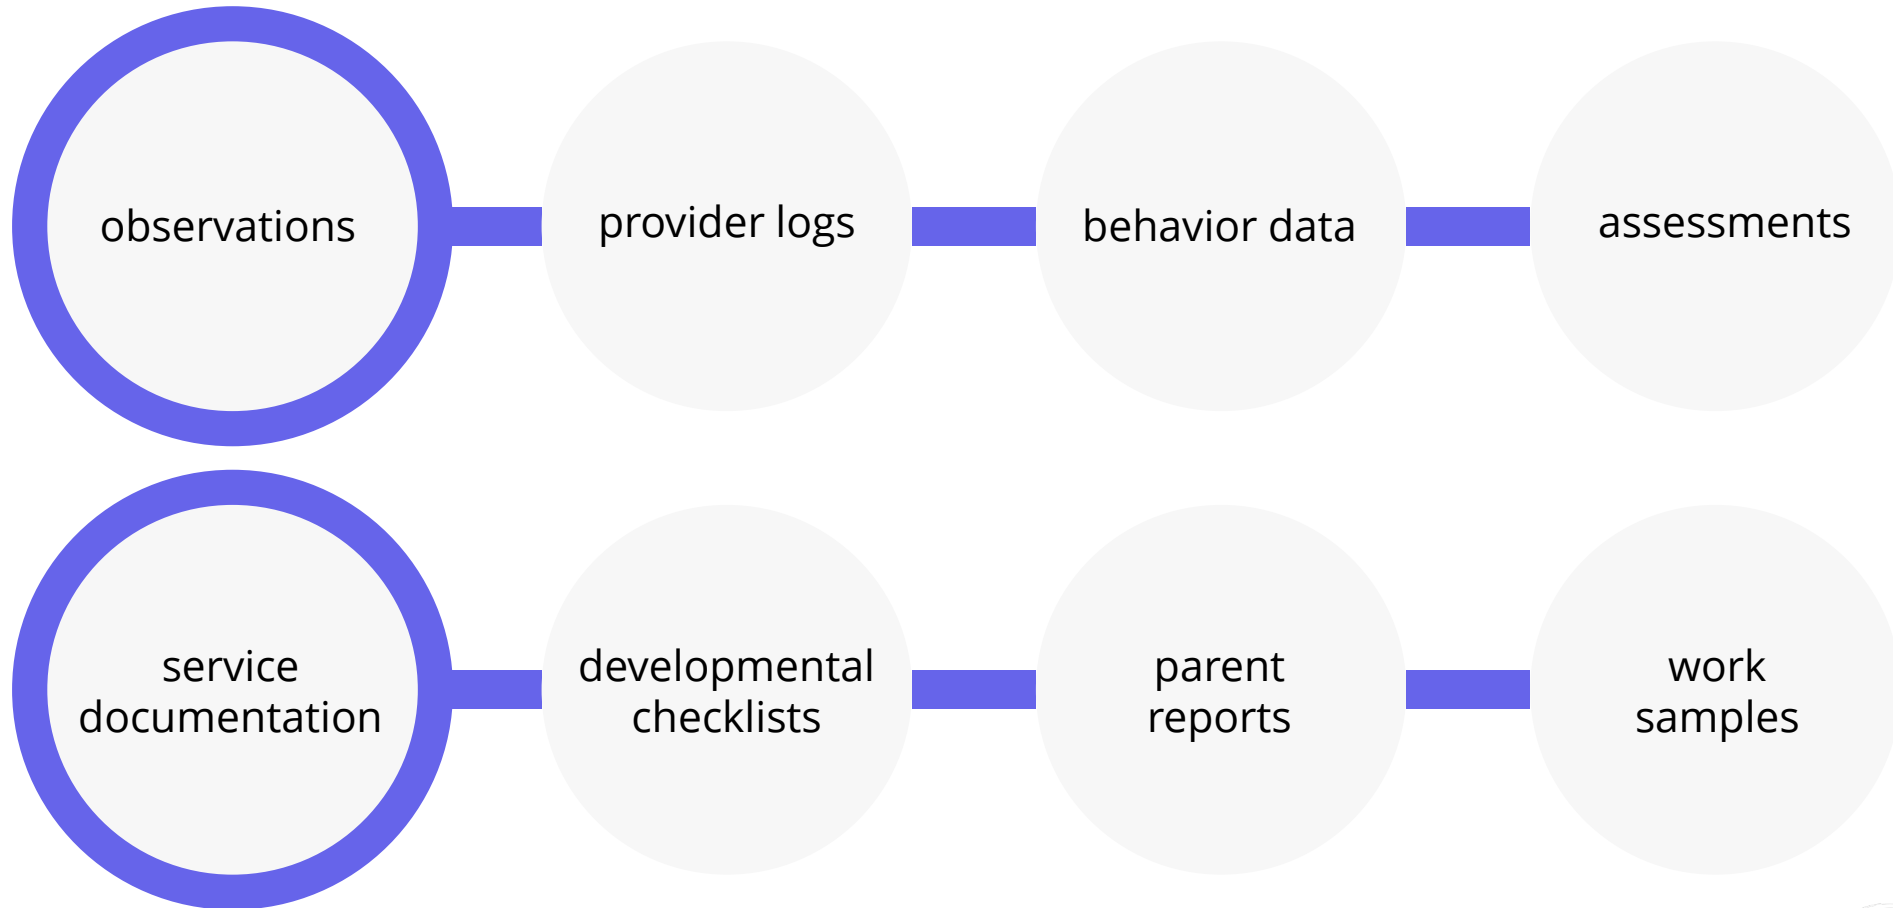 observations
provider logs
behavior data
assessments
service
documentation
developmental
checklists
parent
reports
work
samples